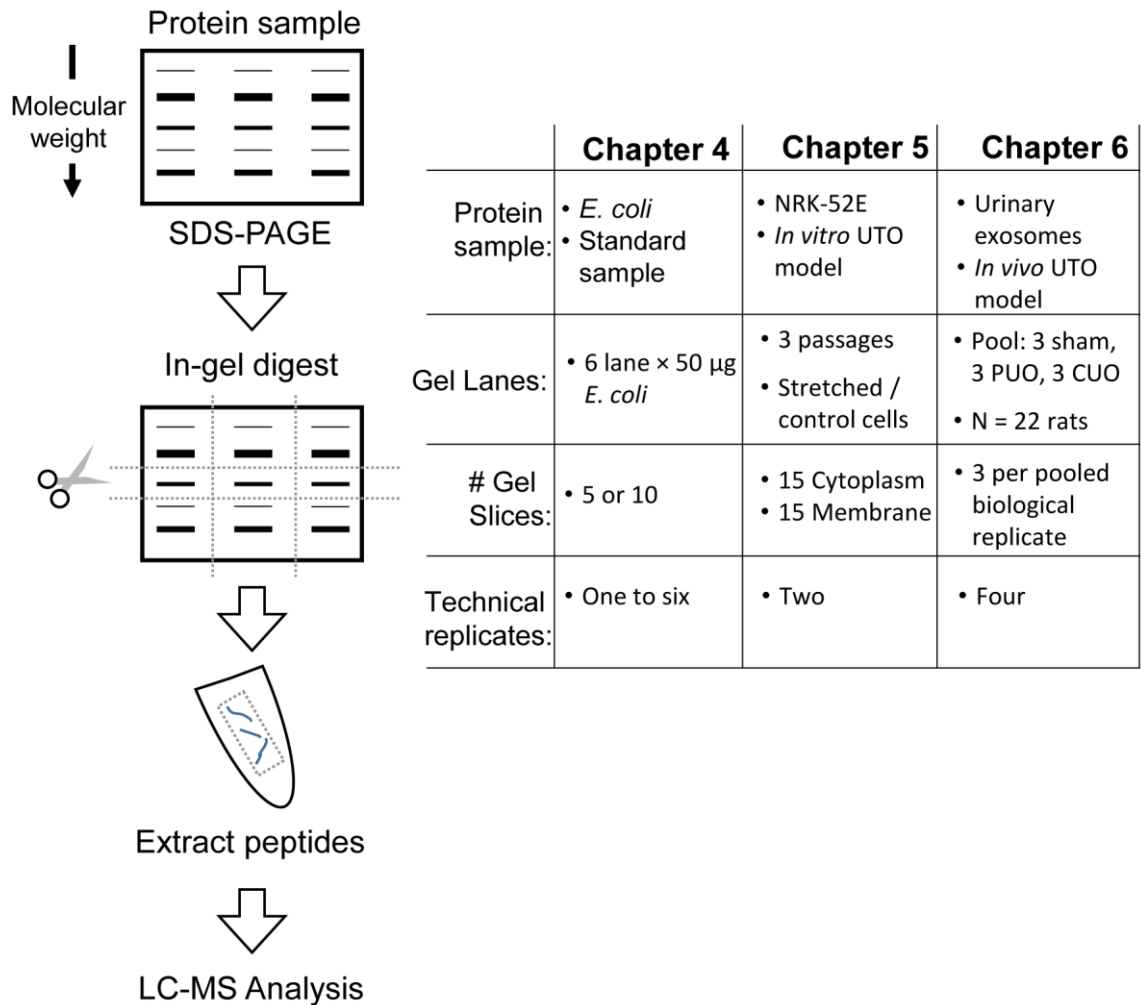 Protein sample
Molecular
weight
SDS-PAGE
In-gel digest
Extract peptides
LC-MS Analysis
Chapter 4
Chapter 5
Chapter 6
Protein
sample:
• E. coli
• Standard
sample
• NRK-52E
• In vitro UTO
model
• Urinary
exosomes
• In vivo UTO
model
Gel Lanes:
• 6 lane × 50 µg
E. coli
• 3 passages
• Stretched /
control cells
• Pool: 3 sham,
3 PUO, 3 CUO
• N = 22 rats
# Gel
Slices:
• 5 or 10
• 15 Cytoplasm
• 15 Membrane
• 3 per pooled
biological
replicate
Technical
replicates:
• One to six
• Two
• Four